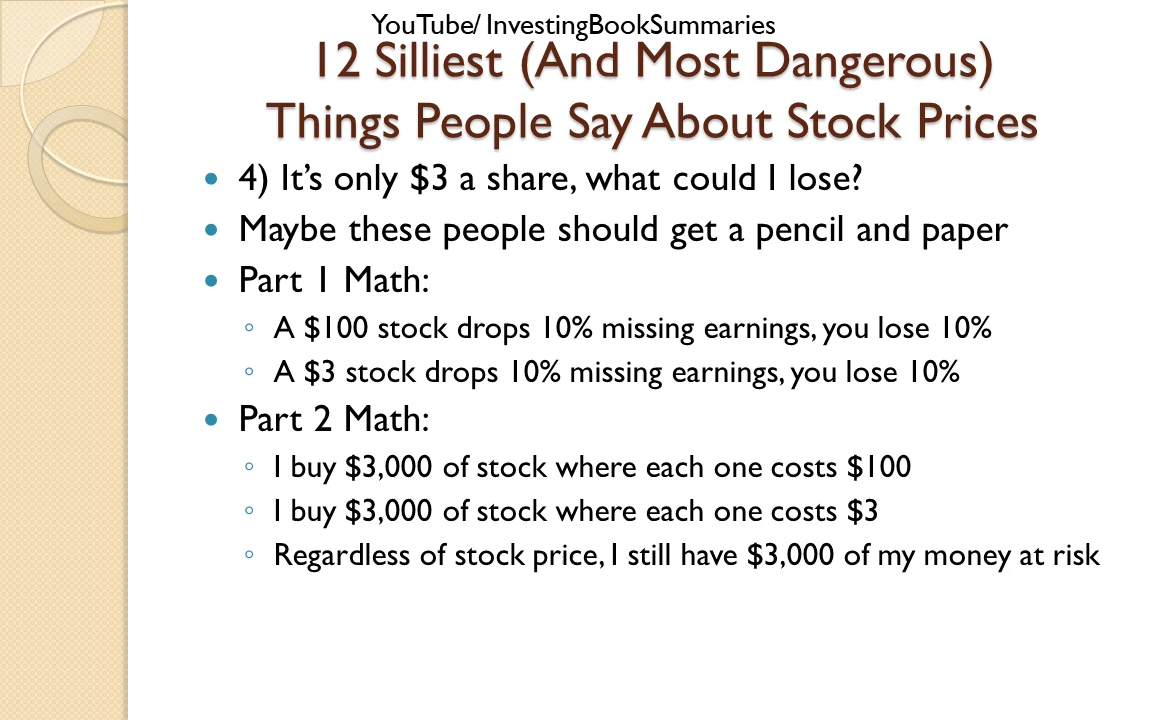 YouTube/ InvestingBookSummaries
12 Silliest (And Most Dangerous)
Things People Say About Stock Prices
• 4) It’s only $3 a share, what could I lose?
• Maybe these people should get a pencil and paper
• Part 1 Math:
◦ A $100 stock drops 10% missing earnings, you lose 10%
◦ A $3 stock drops 10% missing earnings, you lose 10%
• Part 2 Math:
◦ I buy $3,000 of stock where each one costs $100
◦ I buy $3,000 of stock where each one costs $3
◦ Regardless of stock price, I still have $3,000 of my money at risk